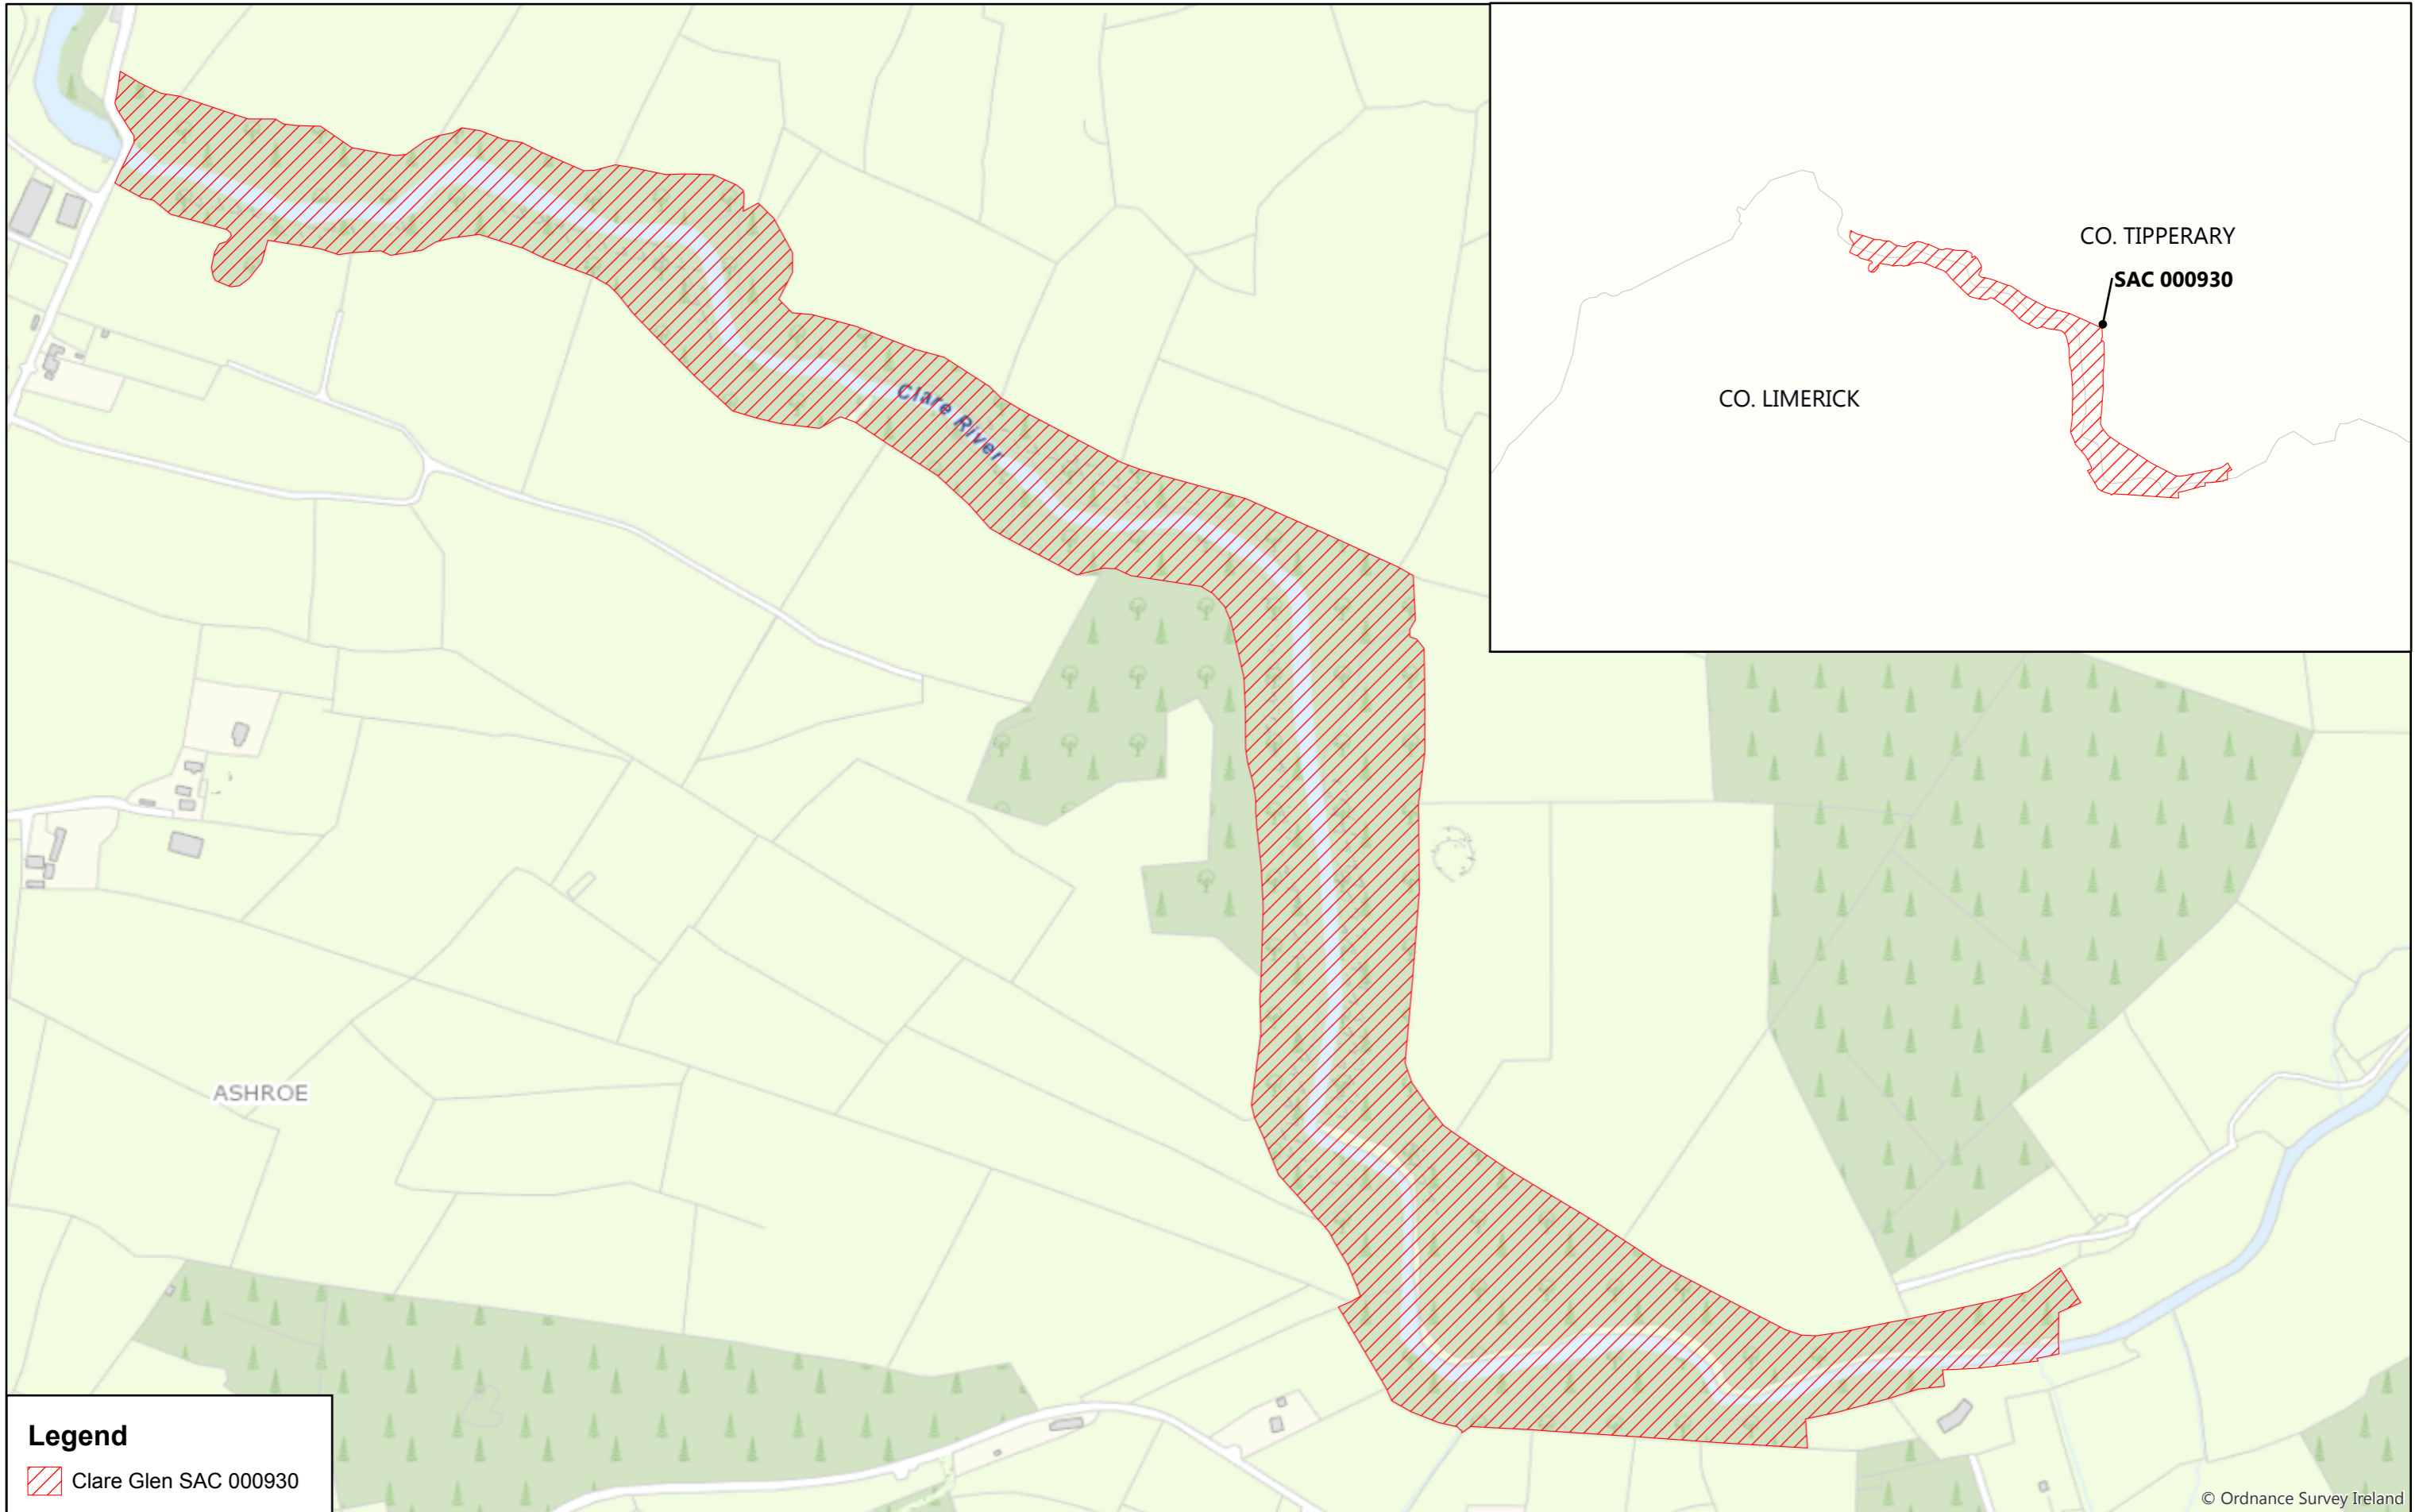 CO. TIPPERARY
SAC 000930
CO. LIMERICK
Clare River
ASHROE
Legend
Clare Glen SAC 000930
© Ordnance Survey Ireland